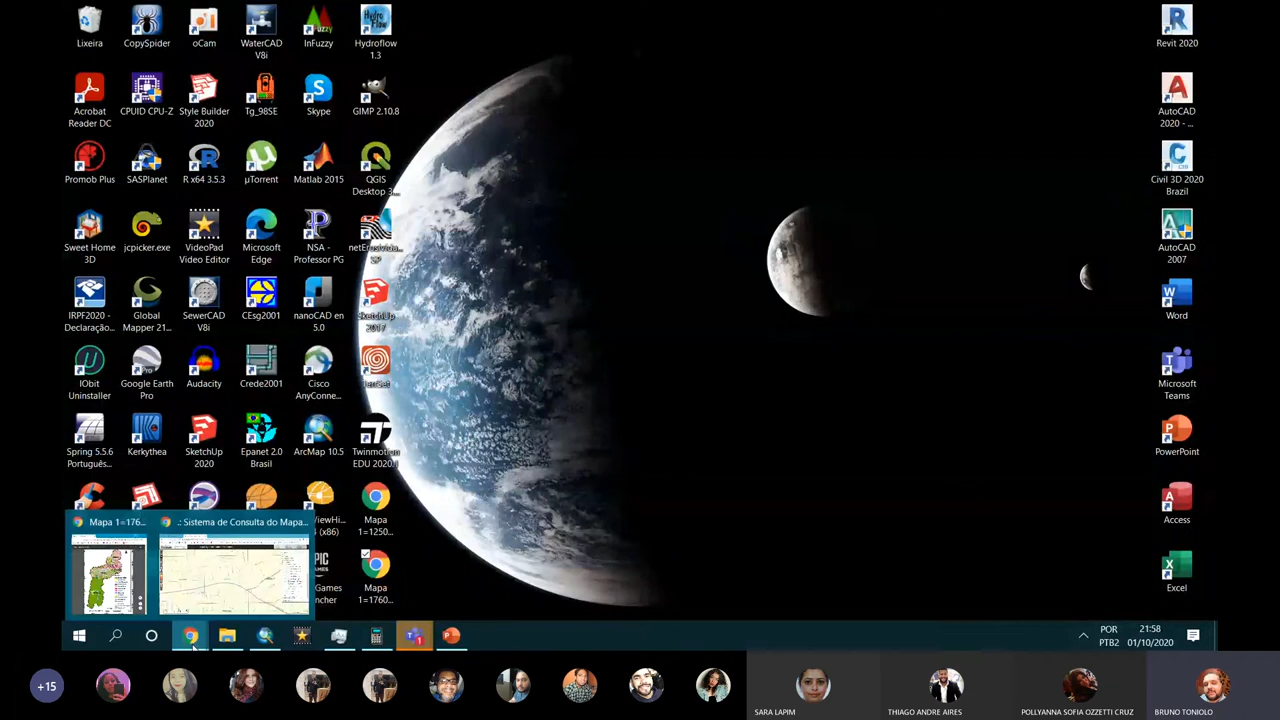 Lixeira
CopySpider
oCam
WaterCAD
V8i
InFuzzy
Hydroflow
1.3
Revit 2020
Acrobat
Reader DC
CPUID CPU-Z
Style Builder
2020
Tg_98SE
Skype
GIMP 2.10.8
AutoCAD
2020 - ...
Promob Plus
SASPlanet
R x64 3.5.3
µTorrent
Matlab 2015
QGIS
Desktop 3....
Civil 3D 2020
Brazil
Sweet Home
3D
jcpicker.exe
VideoPad
Video Editor
Microsoft
Edge
NSA -
Professor PG
AutoCAD
2007
IRPF2020 -
Declaração...
Global
Mapper 21...
SewerCAD
V8i
CEsg2001
nanoCAD en
5.0
SketchUp
2017
Word
IObit
Uninstaller
Google Earth
Pro
Audacity
Crede2001
Cisco
AnyConne...
Microsoft
Teams
Spring 5.5.6
Português...
Kerkythea
SketchUp
2020
Epanet 2.0
Brasil
ArcMap 10.5
Twinmotion
EDU 2020...
PowerPoint
(x86)
Mapa
1=1250...
Access
Mapa
1=1760...
Excel
Mapa 1=176...
.: Sistema de Consulta do Mapa...
POR
PTB2
21:58
01/10/2020
+15
SARA LAPIM
THIAGO ANDRE AIRES
POLLYANNA SOFIA OZZETTI CRUZ
BRUNO TONIOLO